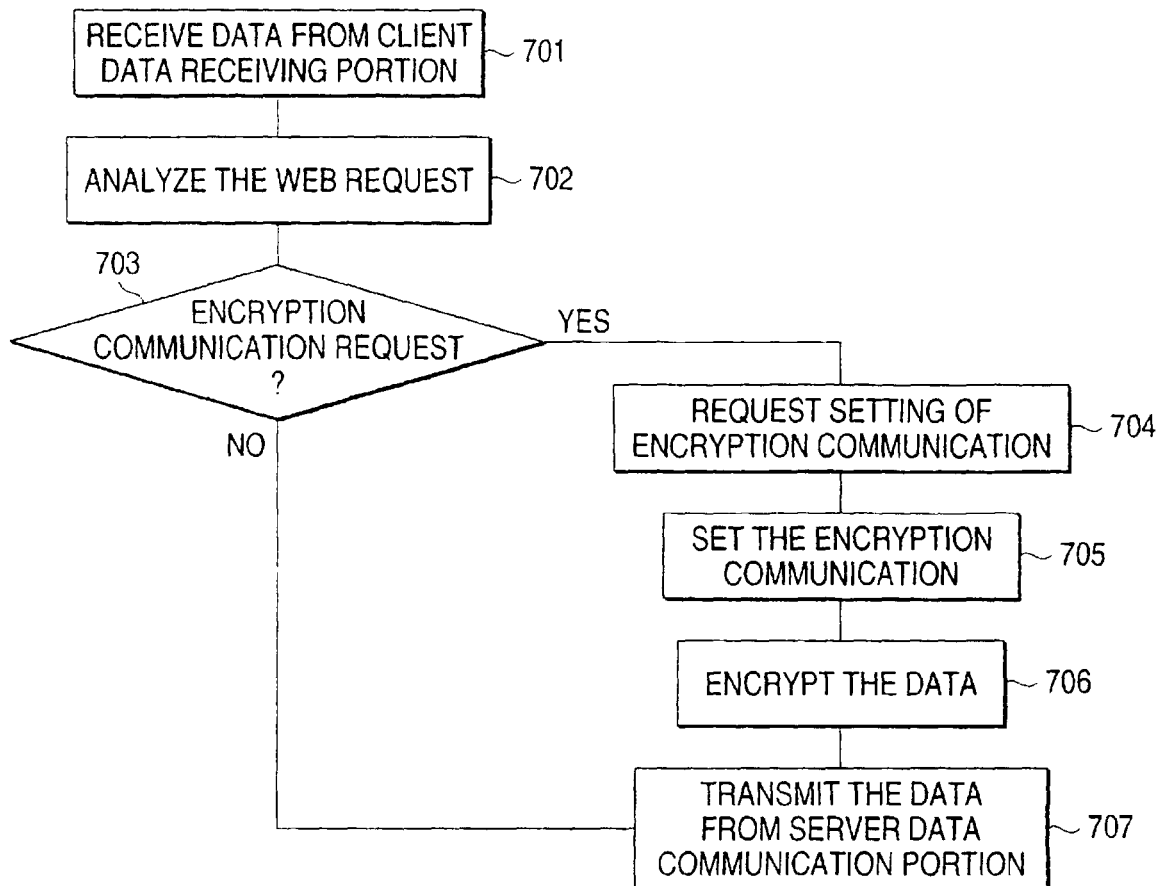 RECEIVE DATA FROM CLIENT
DATA RECEIVING PORTION
701
ANALYZE THE WEB REQUEST
702
703
ENCRYPTION
COMMUNICATION REQUEST
?
YES
NO
REQUEST SETTING OF
ENCRYPTION COMMUNICATION
704
SET THE ENCRYPTION
COMMUNICATION
705
ENCRYPT THE DATA
706
TRANSMIT THE DATA
FROM SERVER DATA
COMMUNICATION PORTION
707